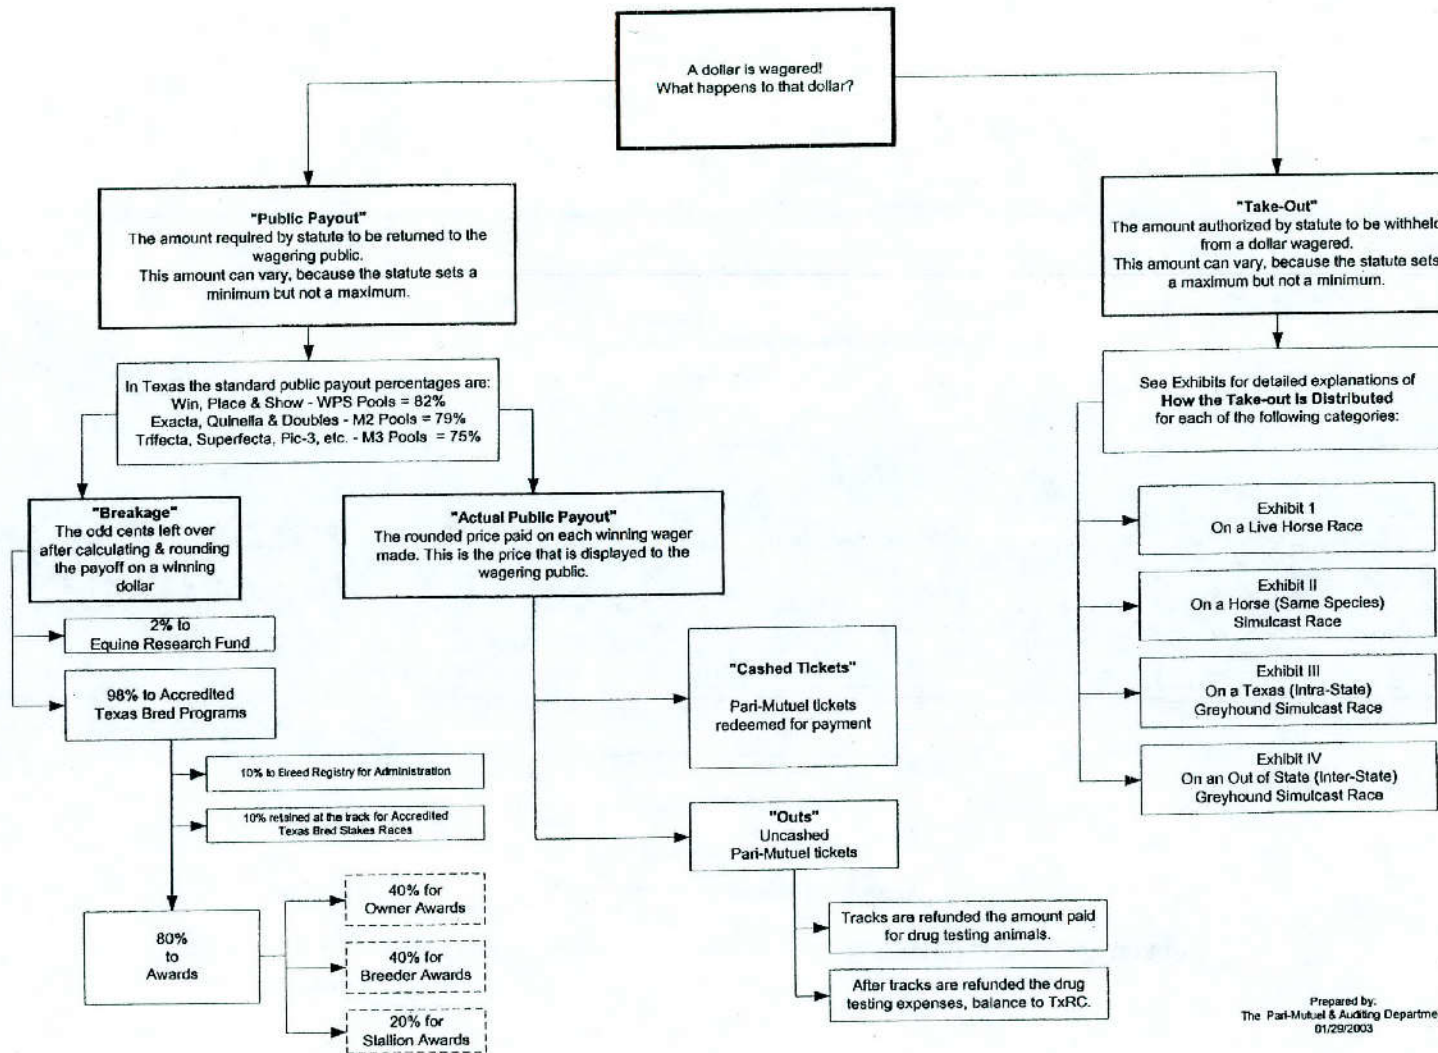 A dollar is wagered!
What happens to that dollar?
"Public Payout"
The amount required by statute to be returned to the
wagering public.
This amount can vary, because the statute sets a
minimum but not a maximum.
"Take-Out"
The amount authorized by statute to be withheld
from a dollar wagered.
This amount can vary, because the statute sets
a maximum but not a minimum.
In Texas the standard public payout percentages are:
Win, Place & Show - WPS Pools = 82%
Exacta, Quinella & Doubles - M2 Pools = 79%
Trifecta, Superfecta, Pic-3, etc. - M3 Pools = 75%
See Exhibits for detailed explanations of
How the Take-out Is Distributed
for each of the following categories:
"Breakage"
The odd cents left over
after calculating & rounding
the payoff on a winning
dollar
"Actual Public Payout"
The rounded price paid on each winning wager
made. This is the price that is displayed to the
wagering public.
2% to
Equine Research Fund
98% to Accredited
Texas Bred Programs
10% to Breed Registry for Administration
10% retained at the track for Accredited
Texas Bred Stakes Races
80%
to
Awards
40% for
Owner Awards
40% for
Breeder Awards
20% for
Stallion Awards
"Cashed Tickets"
Pari-Mutuel tickets
redeemed for payment
"Outs"
Uncashed
Pari-Mutuel tickets
Tracks are refunded the amount paid
for drug testing animals.
After tracks are refunded the drug
testing expenses, balance to TxRC.
Exhibit 1
On a Live Horse Race
Exhibit II
On a Horse (Same Species)
Simulcast Race
Exhibit III
On a Texas (Intra-State)
Greyhound Simulcast Race
Exhibit IV
On an Out of State (Inter-State)
Greyhound Simulcast Race
Prepared by:
The Pari-Mutuel & Auditing Departme
01/29/2003